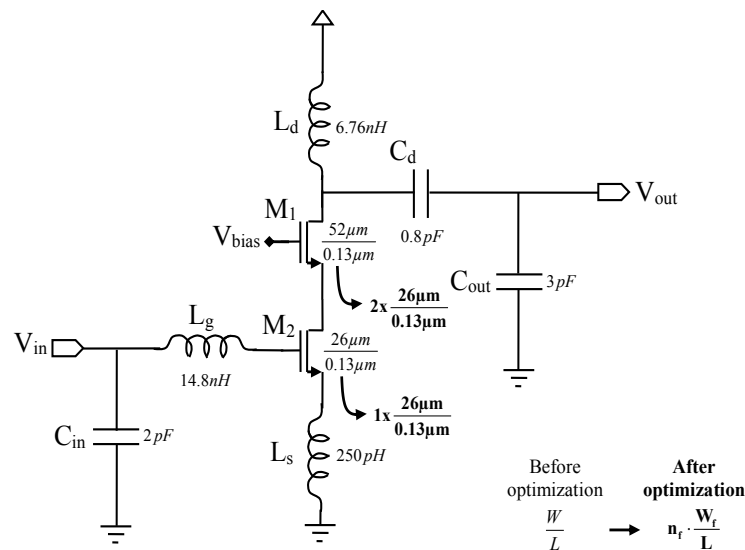 L_d
6.76nH
C_d
0.8pF
V_out
M_1
V_bias
52µm
0.13µm
2x 26µm
0.13µm
C_out
3pF
V_in
L_g
14.8nH
M_2
26µm
0.13µm
1x 26µm
0.13µm
C_in
2pF
L_s
250pH
Before
optimization
W
L
After
optimization
n_f · W_f
L